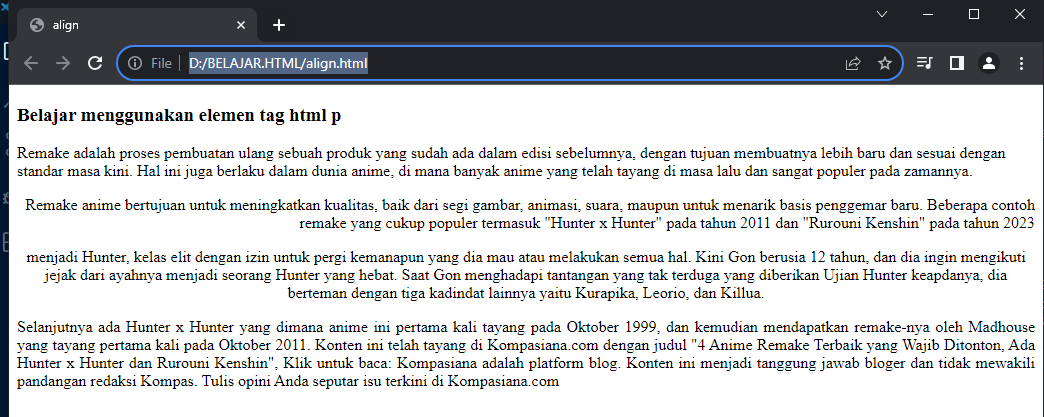 align
File
D:/BELAJAR.HTML/align.html
Belajar menggunakan elemen tag html p
Remake adalah proses pembuatan ulang sebuah produk yang sudah ada dalam edisi sebelumnya, dengan tujuan membuatnya lebih baru dan sesuai dengan
standar masa kini. Hal ini juga berlaku dalam dunia anime, di mana banyak anime yang telah tayang di masa lalu dan sangat populer pada zamannya.
Remake anime bertujuan untuk meningkatkan kualitas, baik dari segi gambar, animasi, suara, maupun untuk menarik basis penggemar baru. Beberapa contoh
remake yang cukup populer termasuk "Hunter x Hunter" pada tahun 2011 dan "Rurouni Kenshin" pada tahun 2023
menjadi Hunter, kelas elit dengan izin untuk pergi kemanapun yang dia mau atau melakukan semua hal. Kini Gon berusia 12 tahun, dan dia ingin mengikuti
jejak dari ayahnya menjadi seorang Hunter yang hebat. Saat Gon menghadapi tantangan yang tak terduga yang diberikan Ujian Hunter keapdanya, dia
berteman dengan tiga kadindat lainnya yaitu Kurapika, Leorio, dan Killua.
Selanjutnya ada Hunter x Hunter yang dimana anime ini pertama kali tayang pada Oktober 1999, dan kemudian mendapatkan remake-nya oleh Madhouse
yang tayang pertama kali pada Oktober 2011. Konten ini telah tayang di Kompasiana.com dengan judul "4 Anime Remake Terbaik yang Wajib Ditonton, Ada
Hunter x Hunter dan Rurouni Kenshin", Klik untuk baca: Kompasiana adalah platform blog. Konten ini menjadi tanggung jawab bloger dan tidak mewakili
pandangan redaksi Kompas. Tulis opini Anda seputar isu terkini di Kompasiana.com